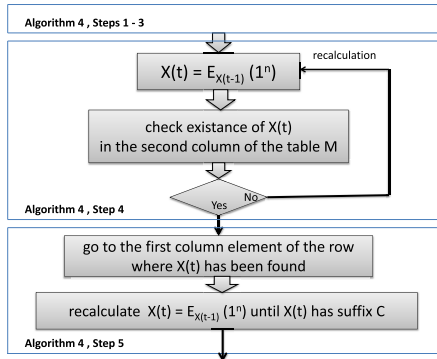 Algorithm 4 , Steps 1 - 3
recalculation
X(t) = E_X(t-1) (1ⁿ)
check existance of X(t)
in the second column of the table M
No
Yes
Algorithm 4 , Step 4
go to the first column element of the row
where X(t) has been found
recalculate X(t) = E_X(t-1) (1ⁿ) until X(t) has suffix C
Algorithm 4 , Step 5